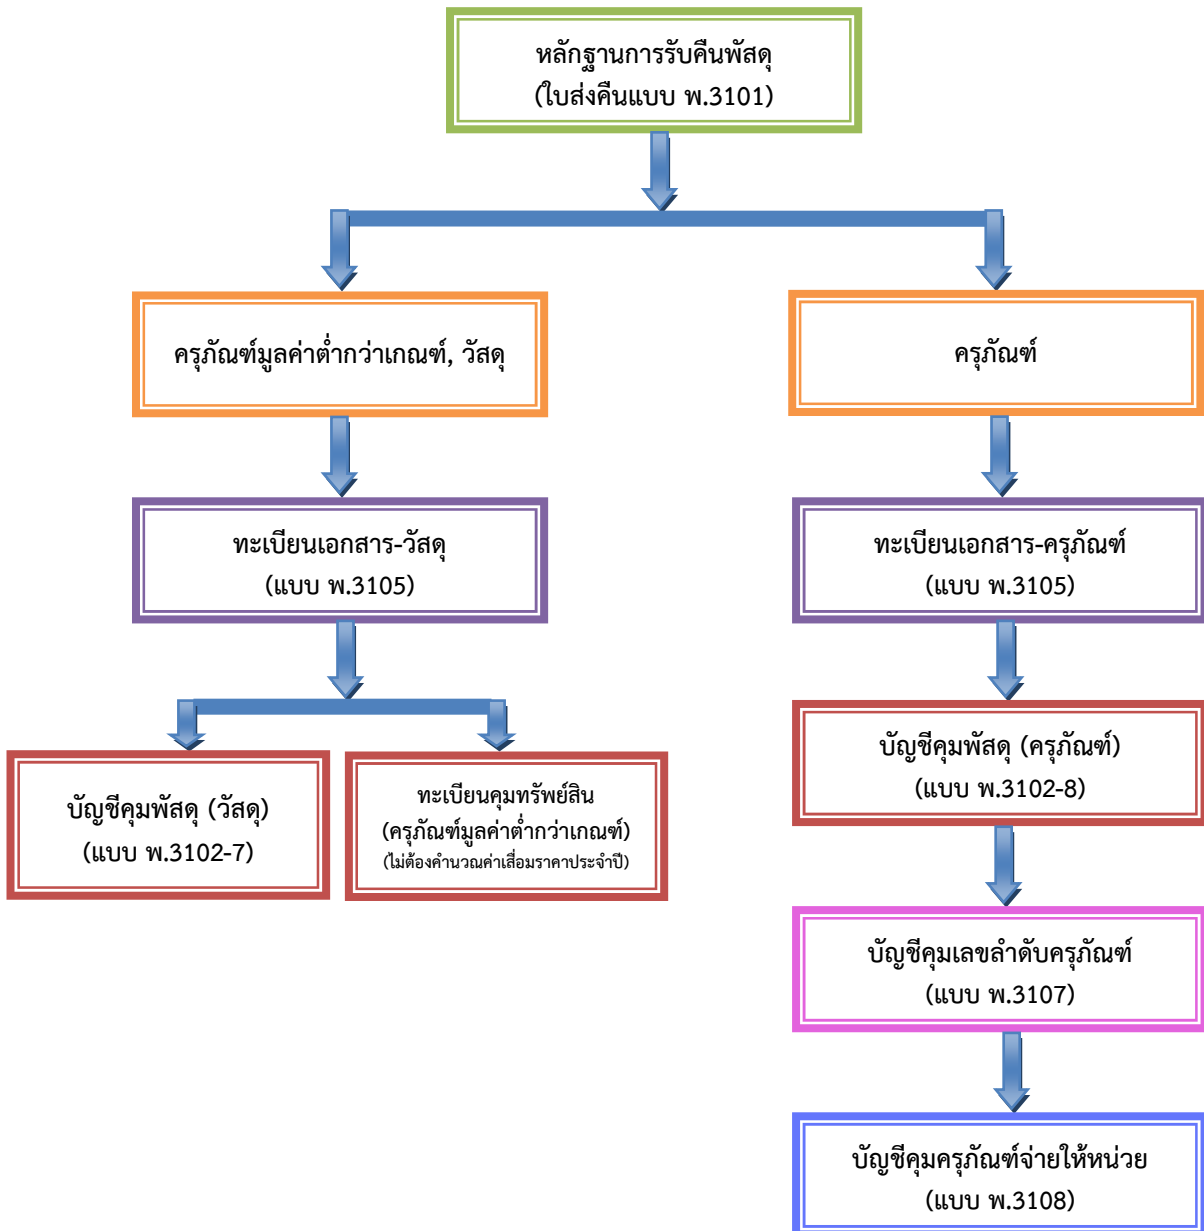 หลักฐานการรับคืนพัสดุ
(ใบส่งคืนแบบ พ.3101)
ครุภัณฑ์มูลค่าต่ำกว่าเกณฑ์, วัสดุ
ครุภัณฑ์
ทะเบียนเอกสาร-วัสดุ
(แบบ พ.3105)
ทะเบียนเอกสาร-ครุภัณฑ์
(แบบ พ.3105)
บัญชีคุมพัสดุ (วัสดุ)
(แบบ พ.3102-7)
ทะเบียนคุมทรัพย์สิน
(ครุภัณฑ์มูลค่าต่ำกว่าเกณฑ์)
(ไม่ต้องคำนวณค่าเสื่อมราคาประจำปี)
บัญชีคุมพัสดุ (ครุภัณฑ์)
(แบบ พ.3102-8)
บัญชีคุมเลขลำดับครุภัณฑ์
(แบบ พ.3107)
บัญชีคุมครุภัณฑ์จ่ายให้หน่วย
(แบบ พ.3108)